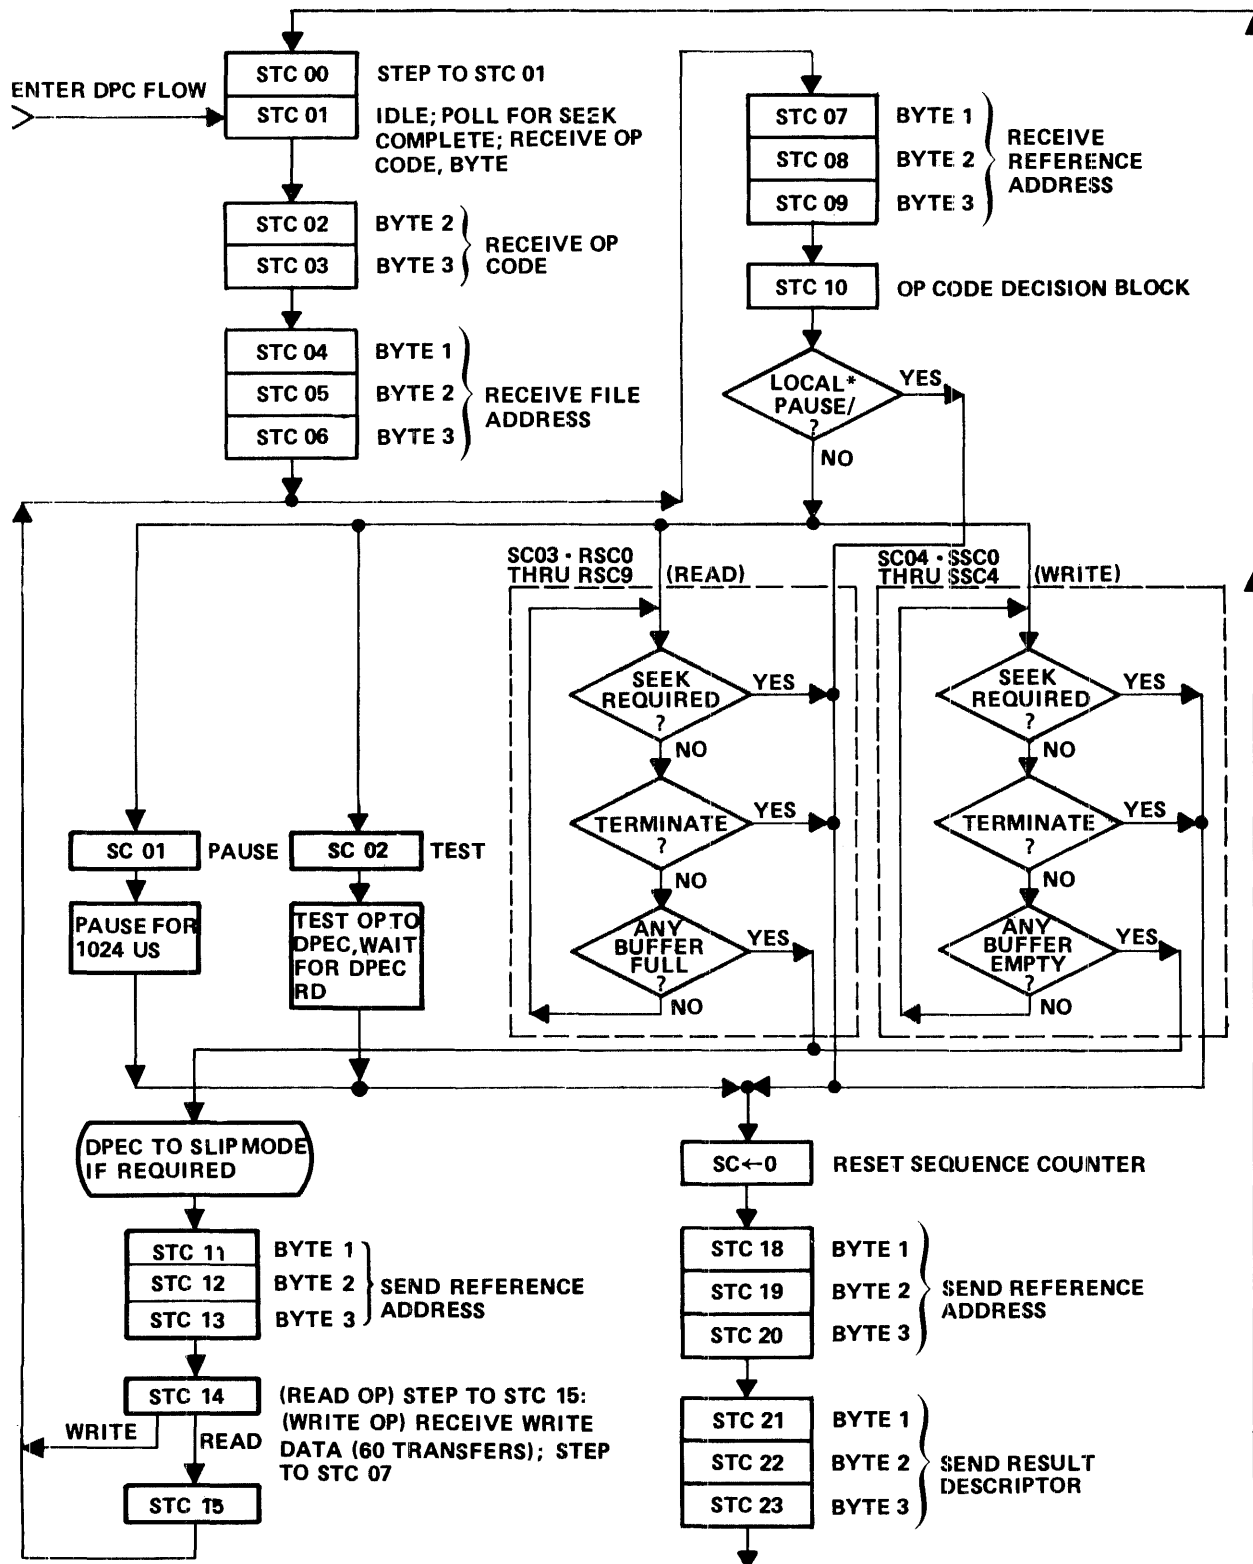 ENTER DPC FLOW
STC 00
STEP TO STC 01
STC 01
IDLE; POLL FOR SEEK
COMPLETE; RECEIVE OP
CODE, BYTE
STC 02
BYTE 2
STC 03
BYTE 3
RECEIVE OP
CODE
STC 04
BYTE 1
STC 05
BYTE 2
STC 06
BYTE 3
RECEIVE FILE
ADDRESS
STC 07
BYTE 1
STC 08
BYTE 2
STC 09
BYTE 3
RECEIVE
REFERENCE
ADDRESS
STC 10
OP CODE DECISION BLOCK
LOCAL*
PAUSE/
?
YES
NO
SC03 · RSC0
THRU RSC9
(READ)
SEEK
REQUIRED
?
YES
NO
TERMINATE
?
YES
NO
ANY
BUFFER
FULL
?
YES
NO
SC04 · SSC0
THRU SSC4
(WRITE)
SEEK
REQUIRED
?
YES
NO
TERMINATE
?
YES
NO
ANY
BUFFER
EMPTY
?
YES
NO
SC 01
PAUSE
PAUSE FOR
1024 US
SC 02
TEST
TEST OP TO
DPEC, WAIT
FOR DPEC
RD
DPEC TO SLIP MODE
IF REQUIRED
STC 11
BYTE 1
STC 12
BYTE 2
STC 13
BYTE 3
SEND REFERENCE
ADDRESS
STC 14
(READ OP) STEP TO STC 15:
(WRITE OP) RECEIVE WRITE
DATA (60 TRANSFERS); STEP
TO STC 07
WRITE
READ
STC 15
SC←0
RESET SEQUENCE COUNTER
STC 18
BYTE 1
STC 19
BYTE 2
STC 20
BYTE 3
SEND REFERENCE
ADDRESS
STC 21
BYTE 1
STC 22
BYTE 2
STC 23
BYTE 3
SEND RESULT
DESCRIPTOR